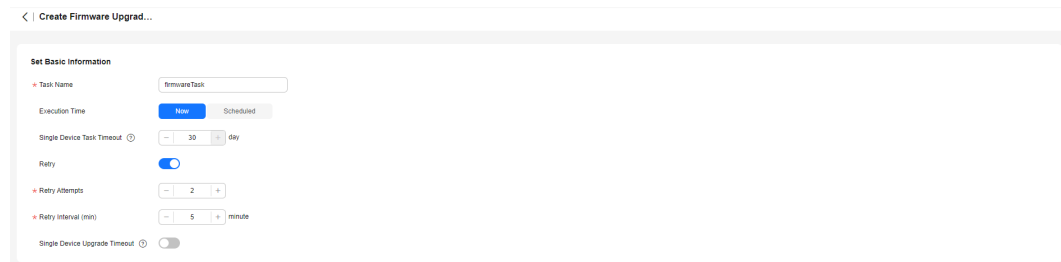 < | Create Firmware Upgrad...
Set Basic Information
* Task Name firmwareTask
Execution Time Now Scheduled
Single Device Task Timeout ? − 30 + day
Retry
* Retry Attempts − 2 +
* Retry Interval (min) − 5 + minute
Single Device Upgrade Timeout ?